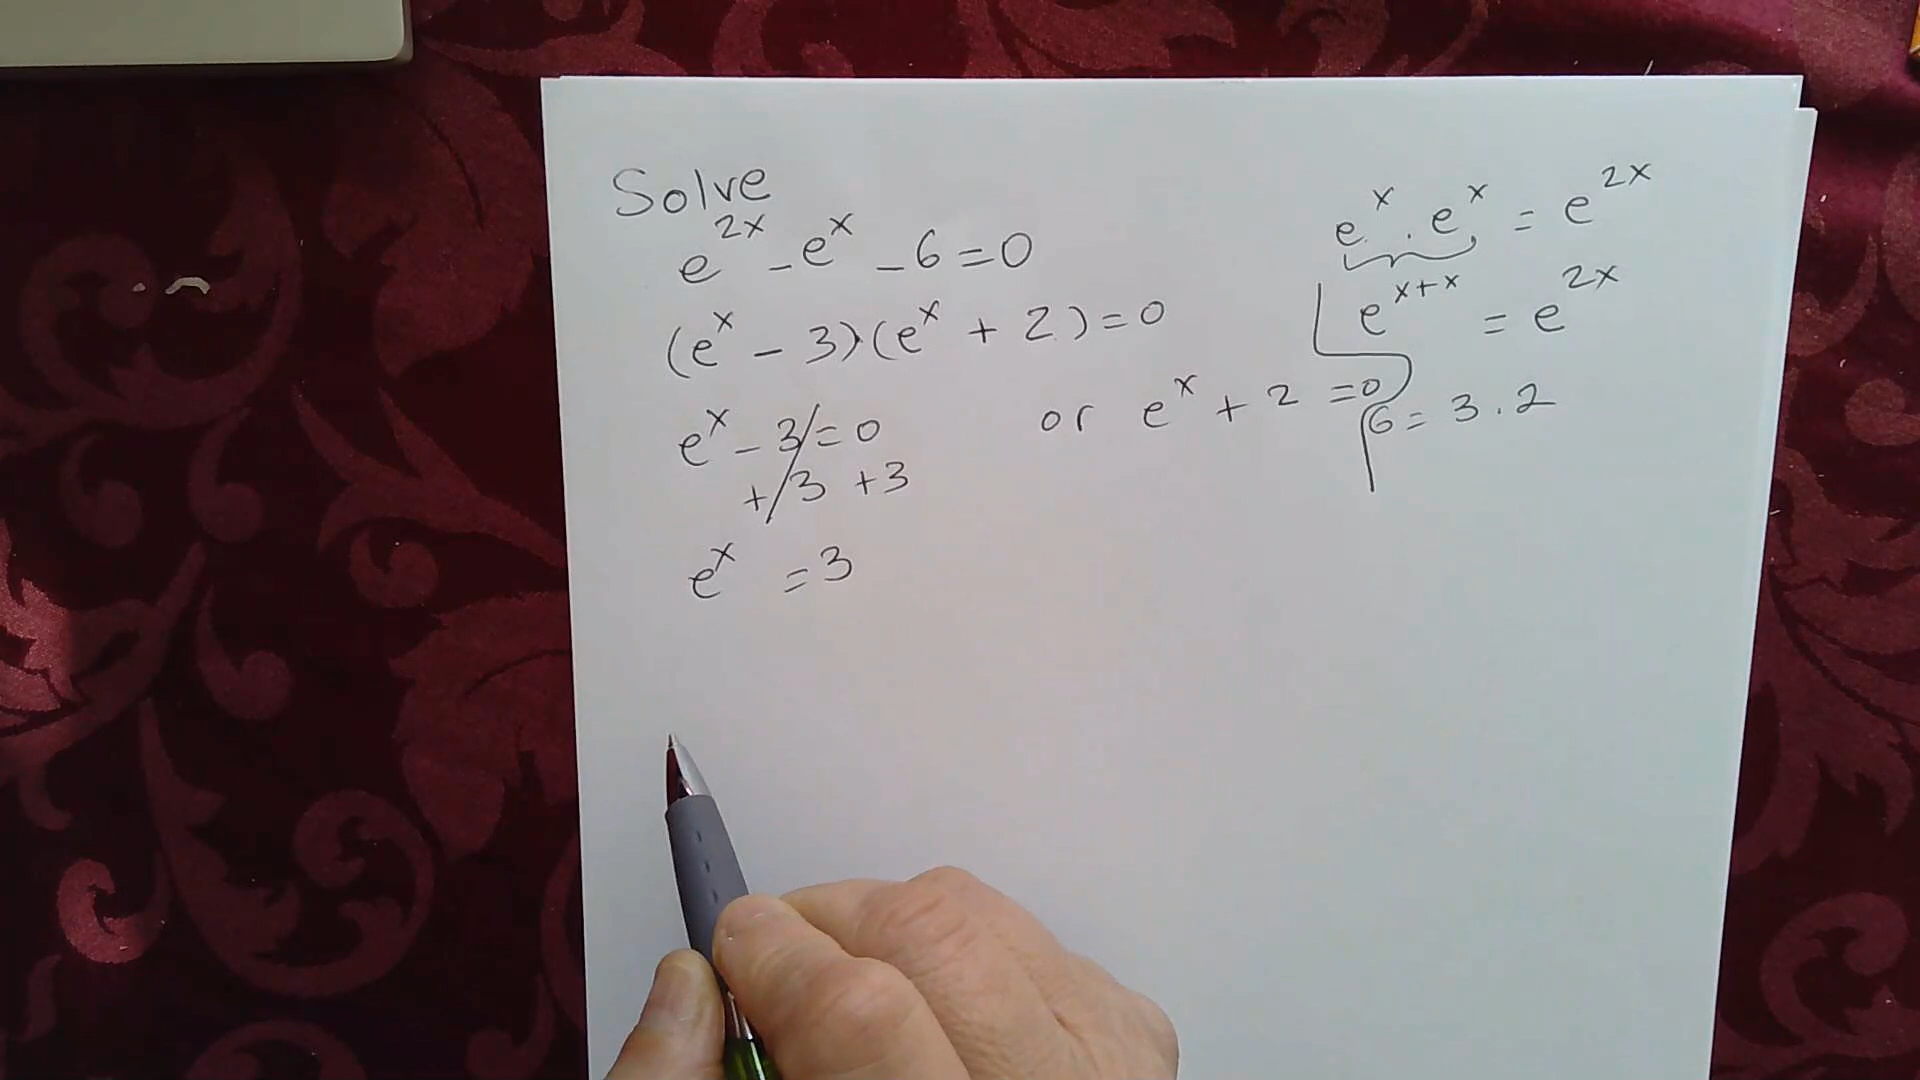 Solve
e^{2x} - e^x - 6 = 0
(e^x - 3)(e^x + 2) = 0
e^x - 3 = 0 or e^x + 2 = 0
+ 3 + 3
e^x = 3
e^x . e^x = e^{2x}
e^{x+x} = e^{2x}
6 = 3 . 2